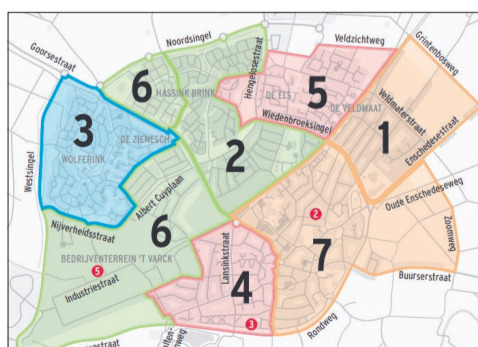 Noordsingel
Goorsestraat
Veldzichtweg
Grintenbosweg
Hengelosestraat
6
HASSINK BRINK
DE ELS
5
DE VELDMAAT
Veldmaterstraat
3
DE ZIENESCH
Wiedenbroeksingel
1
Enschedesestraat
WOLFERINK
2
Westsingel
Albert Cuyplaan
Oude Enschedeseweg
2
Nijverheidsstraat
6
7
Zoomweg
BEDRIJVENTERREIN 'T VARCK
Lansinkstraat
5
Industriestraat
4
Buurserstraat
3
Rondweg